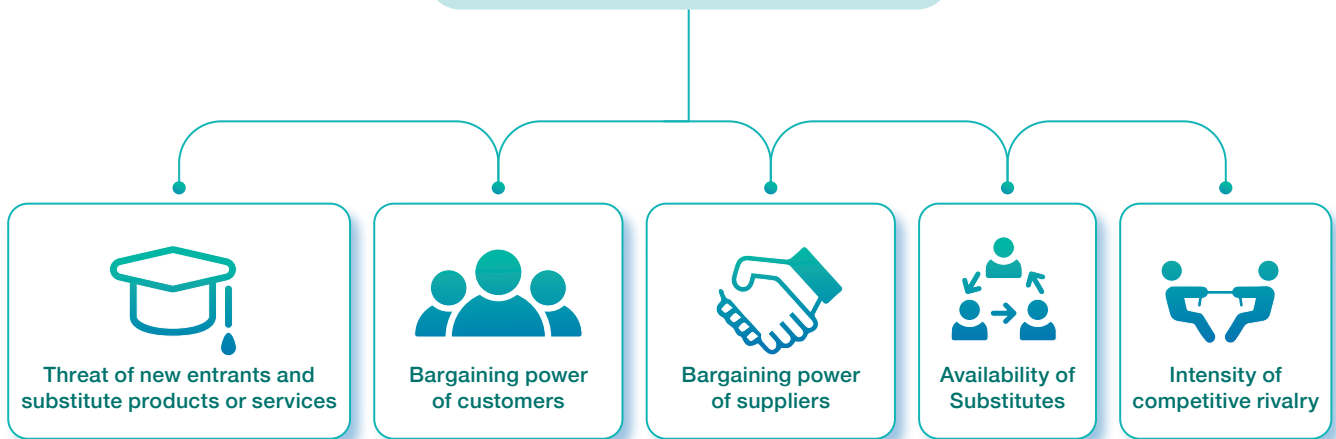 Threat of new entrants and
substitute products or services
Bargaining power
of customers
Bargaining power
of suppliers
Availability of
Substitutes
Intensity of
competitive rivalry